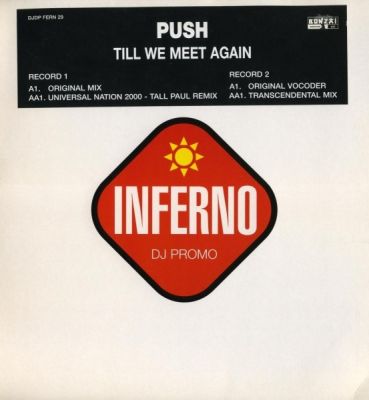 DJDP FERN 29
PUSH
TILL WE MEET AGAIN
BONZAI
RECORD 1
A1. ORIGINAL MIX
AA1. UNIVERSAL NATION 2000 - TALL PAUL REMIX
RECORD 2
A1. ORIGINAL VOCODER
AA1. TRANSCENDENTAL MIX
INFERNO
DJ PROMO